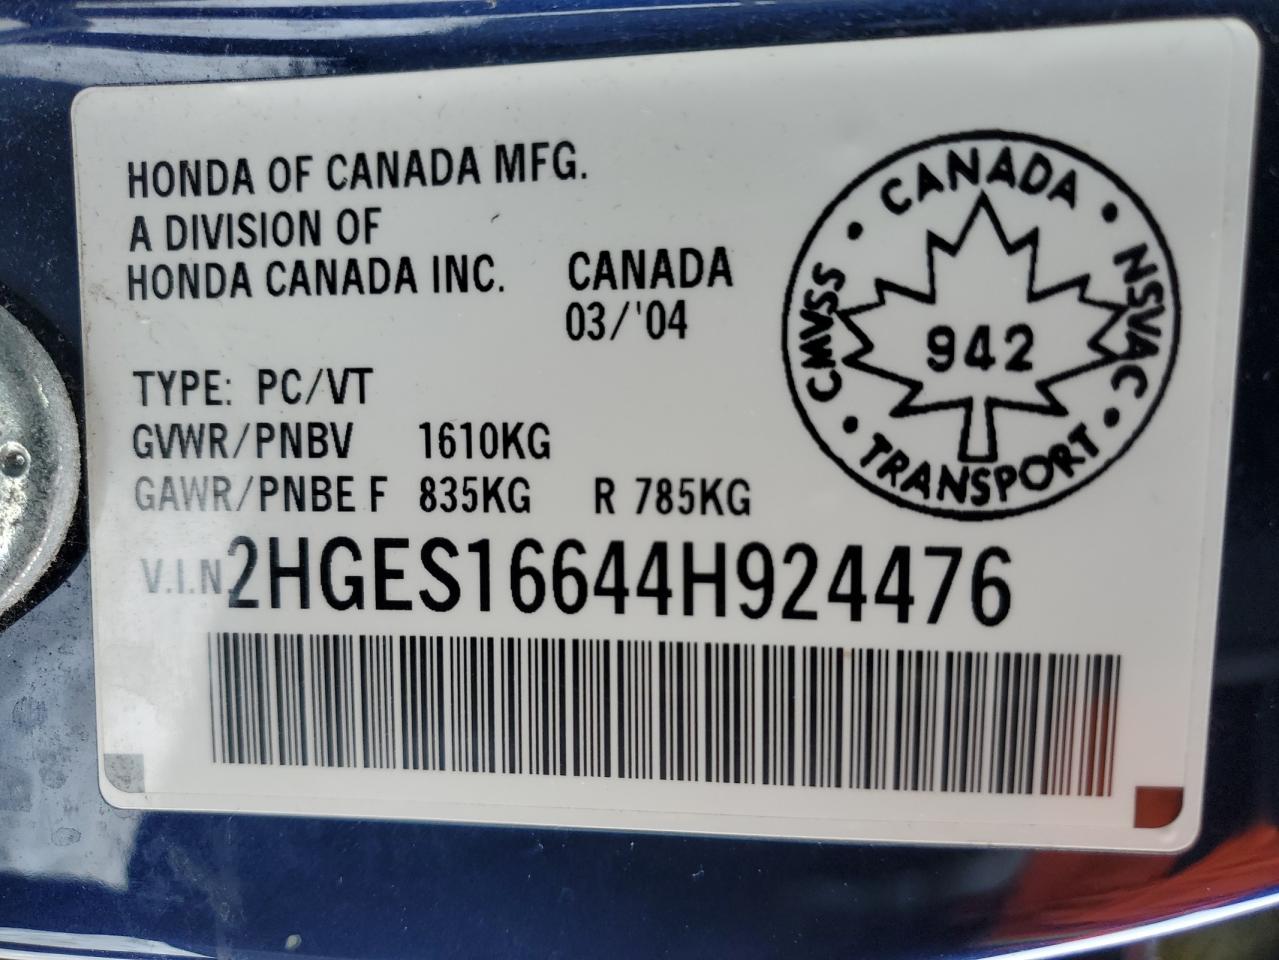 HONDA OF CANADA MFG.
A DIVISION OF
HONDA CANADA INC. CANADA
03/'04
TYPE: PC/VT
GVWR/PNBV 1610KG
GAWR/PNBE F 835KG R 785KG
V.I.N 2HGES16644H924476
CANADA
NSVAC
TRANSPORT
CMVSS
942